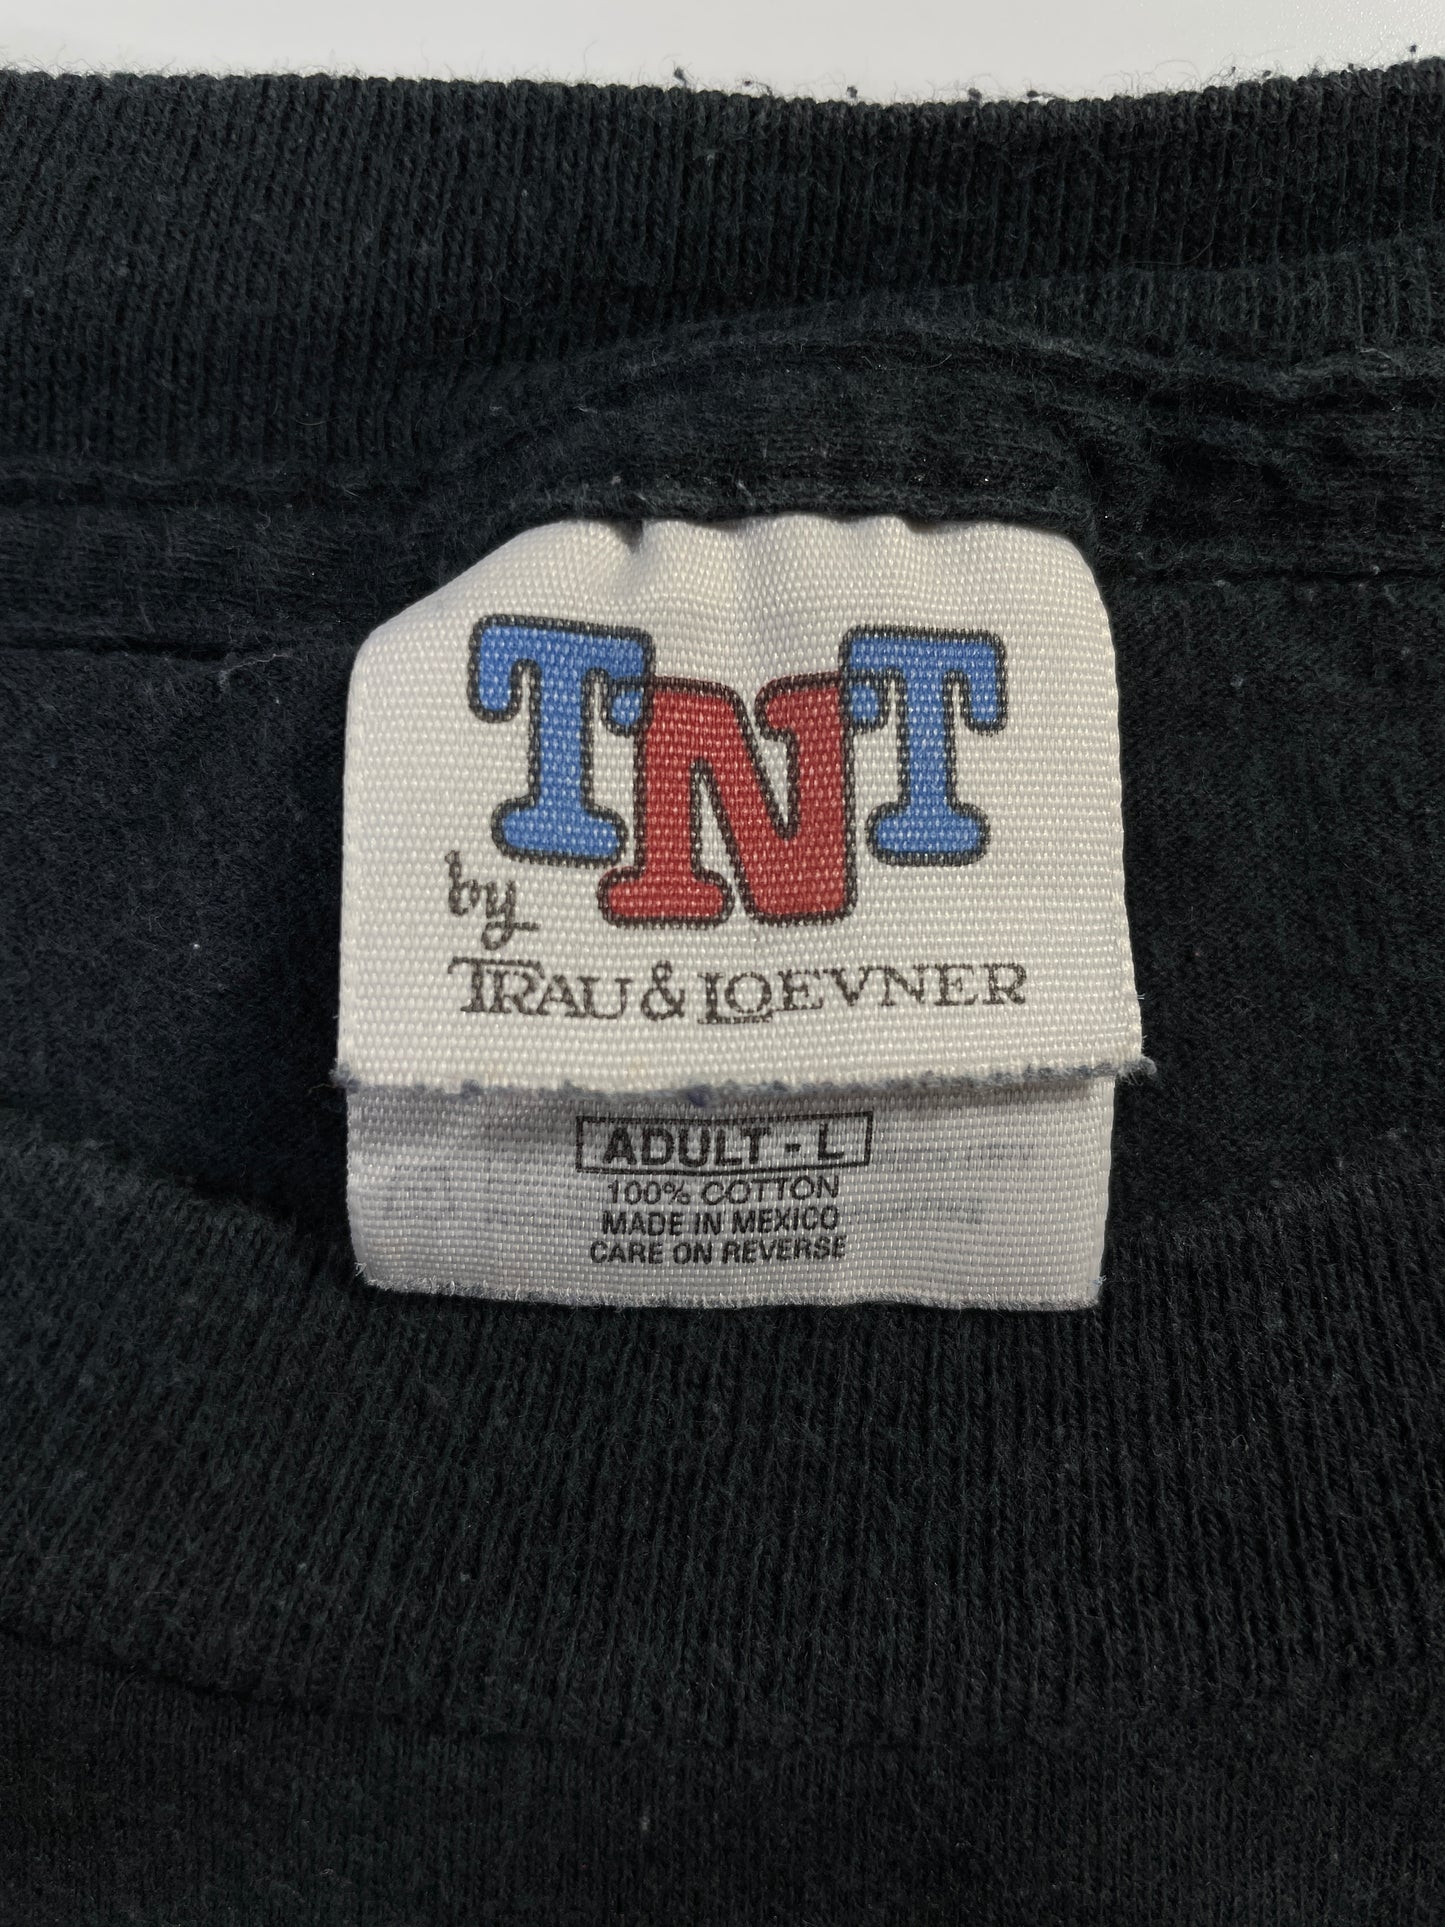 TNT
by
TRAU & LOEVNER
ADULT - L
100% COTTON
MADE IN MEXICO
CARE ON REVERSE